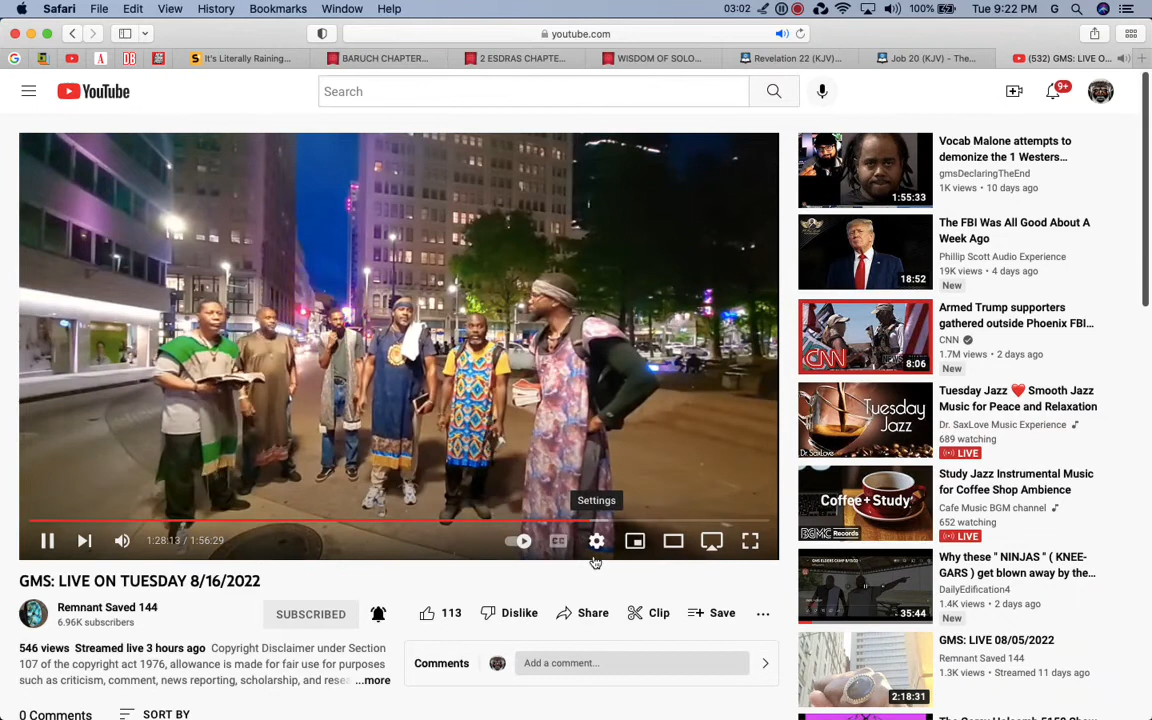 Safari File Edit View History Bookmarks Window Help 03:02 100% Tue 9:22 PM G
youtube.com
It's Literally Raining... BARUCH CHAPTER... 2 ESDRAS CHAPTE... WISDOM OF SOLO... Revelation 22 (KJV)... Job 20 (KJV) - The... (532) GMS: LIVE O...
YouTube
Search
9+
Vocab Malone attempts to
demonize the 1 Westers...
gmsDeclaringTheEnd
1K views • 10 days ago
1:55:33
The FBI Was All Good About A
Week Ago
Phillip Scott Audio Experience
19K views • 4 days ago
New
18:52
Armed Trump supporters
gathered outside Phoenix FBI...
CNN
1.7M views • 2 days ago
New
CNN
8:06
Tuesday Jazz ❤️ Smooth Jazz
Music for Peace and Relaxation
Dr. SaxLove Music Experience
689 watching
LIVE
Tuesday
Jazz
Study Jazz Instrumental Music
for Coffee Shop Ambience
Cafe Music BGM channel
652 watching
LIVE
Coffee+Study
BGMC Records
Why these " NINJAS " ( KNEE-
GARS ) get blown away by the...
DailyEdification4
1.4K views • 2 days ago
New
35:44
GMS: LIVE 08/05/2022
Remnant Saved 144
1.3K views • Streamed 11 days ago
2:18:31
Settings
1:28:13 / 1:56:29
CC
GMS: LIVE ON TUESDAY 8/16/2022
Remnant Saved 144
6.96K subscribers
SUBSCRIBED
113 Dislike Share Clip Save
546 views Streamed live 3 hours ago Copyright Disclaimer under Section
107 of the copyright act 1976, allowance is made for fair use for purposes
such as criticism, comment, news reporting, scholarship, and resea ...more
Comments Add a comment...
0 Comments SORT BY